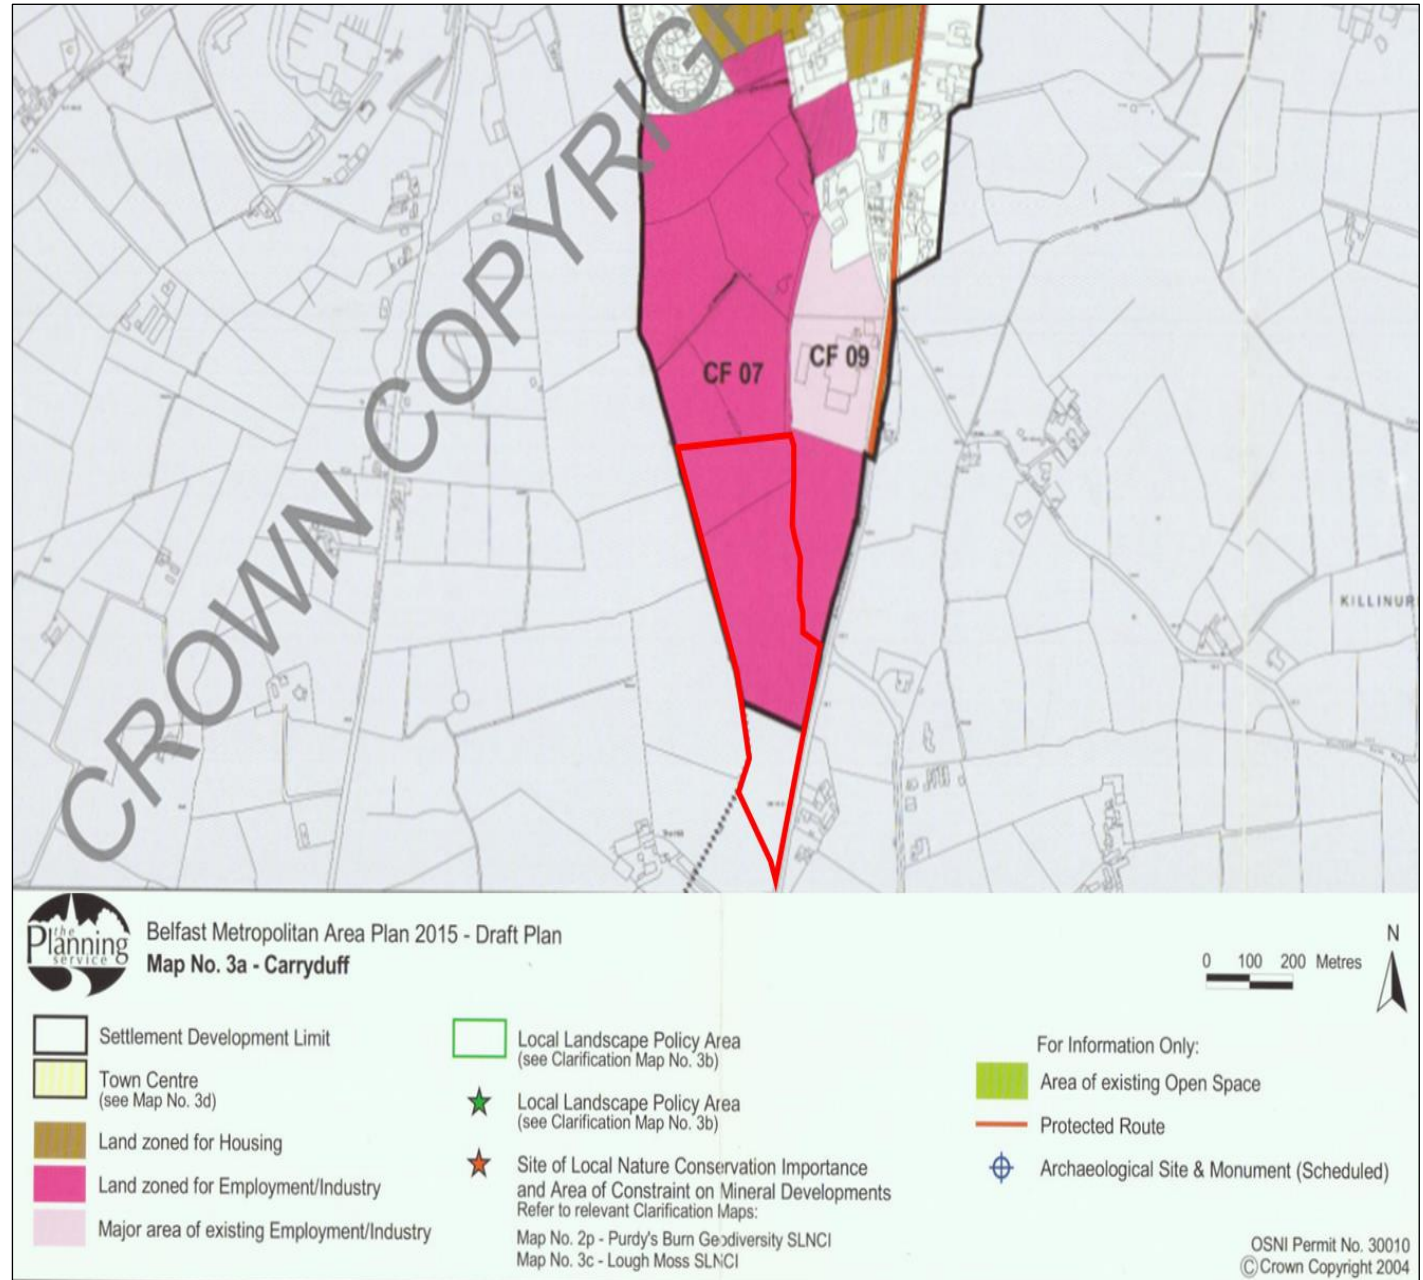 CROWN COPYRIGH
CF 07
CF 09
KILLINUR
the
Planning
service
Belfast Metropolitan Area Plan 2015 - Draft Plan
Map No. 3a - Carryduff
0 100 200 Metres
N
Settlement Development Limit
Town Centre
(see Map No. 3d)
Land zoned for Housing
Land zoned for Employment/Industry
Major area of existing Employment/Industry
Local Landscape Policy Area
(see Clarification Map No. 3b)
Local Landscape Policy Area
(see Clarification Map No. 3b)
Site of Local Nature Conservation Importance
and Area of Constraint on Mineral Developments
Refer to relevant Clarification Maps:
Map No. 2p - Purdy's Burn Geodiversity SLNCI
Map No. 3c - Lough Moss SLNCI
For Information Only:
Area of existing Open Space
Protected Route
Archaeological Site & Monument (Scheduled)
OSNI Permit No. 30010
© Crown Copyright 2004